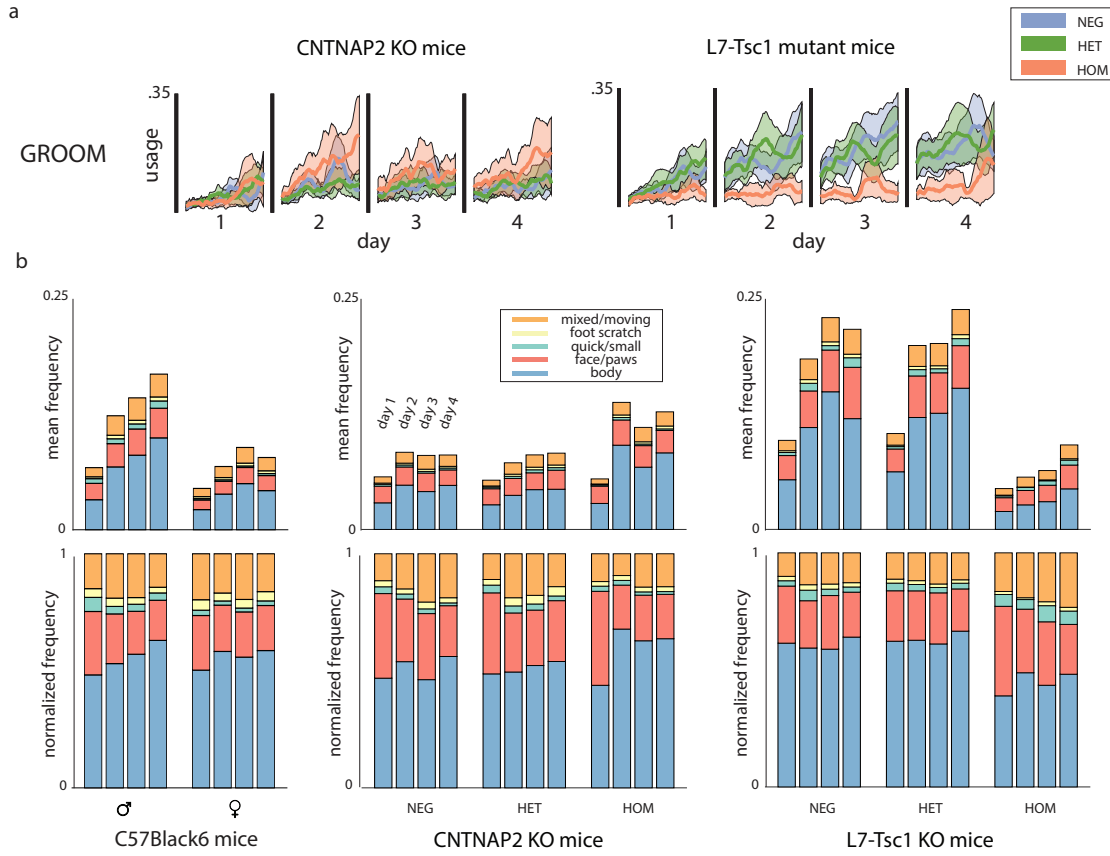 a
CNTNAP2 KO mice
L7-Tsc1 mutant mice
NEG
HET
HOM
GROOM
usage
.35
1
2
3
4
day
.35
1
2
3
4
day
b
mean frequency
0.25
0
mean frequency
0.25
0
day 1
day 2
day 3
day 4
mixed/moving
foot scratch
quick/small
face/paws
body
mean frequency
0.25
0
normalized frequency
1
0
♂
♀
C57Black6 mice
normalized frequency
1
0
NEG
HET
HOM
CNTNAP2 KO mice
normalized frequency
1
0
NEG
HET
HOM
L7-Tsc1 KO mice